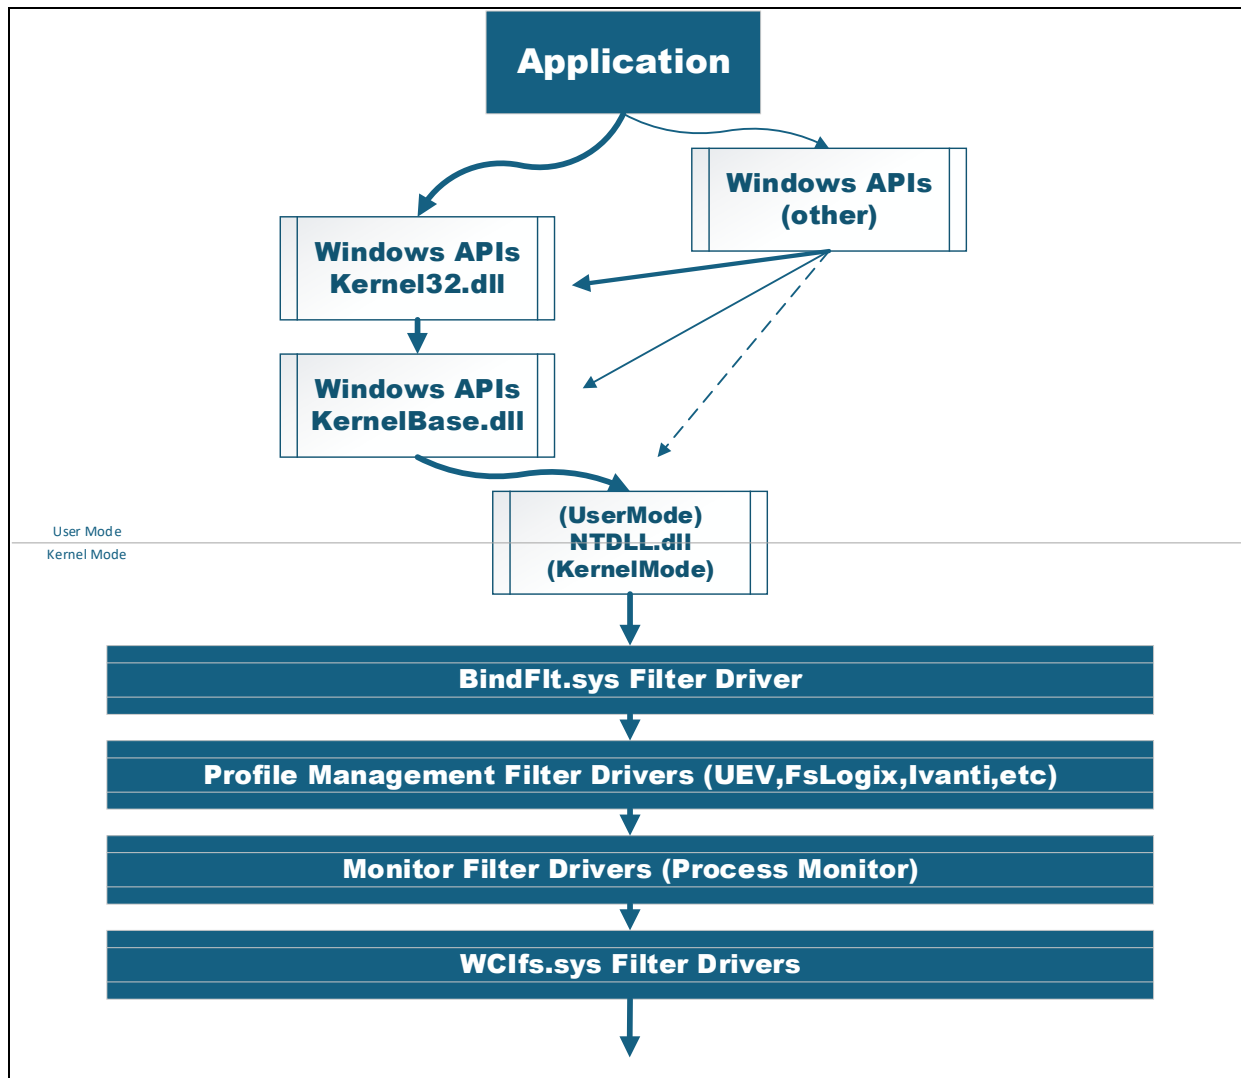 Application
Windows APIs
(other)
Windows APIs
Kernel32.dll
Windows APIs
KernelBase.dll
(UserMode)
NTDLL.dll
(KernelMode)
User Mode
Kernel Mode
BindFlt.sys Filter Driver
Profile Management Filter Drivers (UEV,FsLogix,Ivanti,etc)
Monitor Filter Drivers (Process Monitor)
WCIfs.sys Filter Drivers